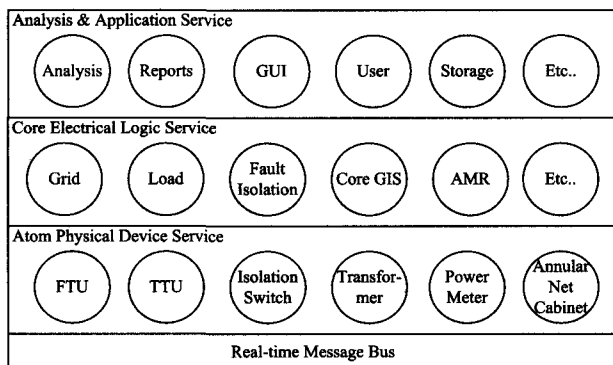 Analysis & Application Service
Analysis
Reports
GUI
User
Storage
Etc..
Core Electrical Logic Service
Grid
Load
Fault
Isolation
Core GIS
AMR
Etc..
Atom Physical Device Service
FTU
TTU
Isolation
Switch
Transfor-
mer
Power
Meter
Annular
Net
Cabinet
Real-time Message Bus